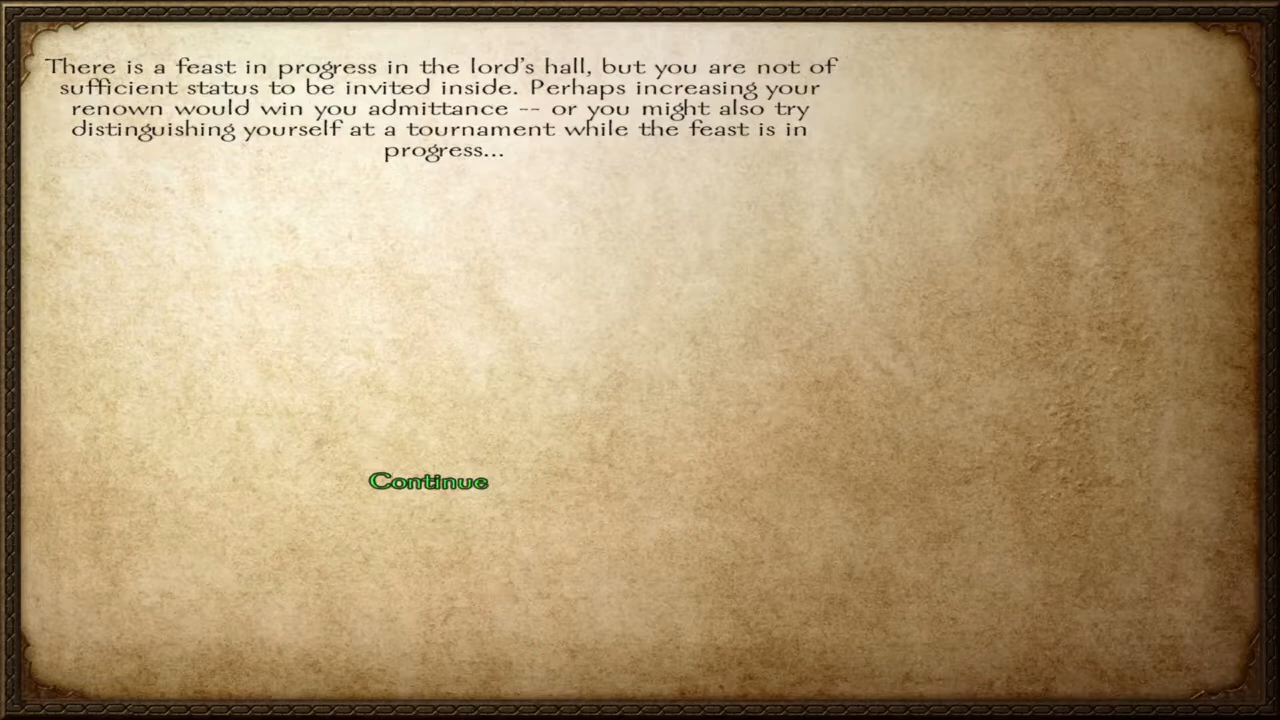 There is a feast in progress in the lord's hall, but you are not of
sufficient status to be invited inside. Perhaps increasing your
renown would win you admittance -- or you might also try
distinguishing yourself at a tournament while the feast is in
progress...
Continue